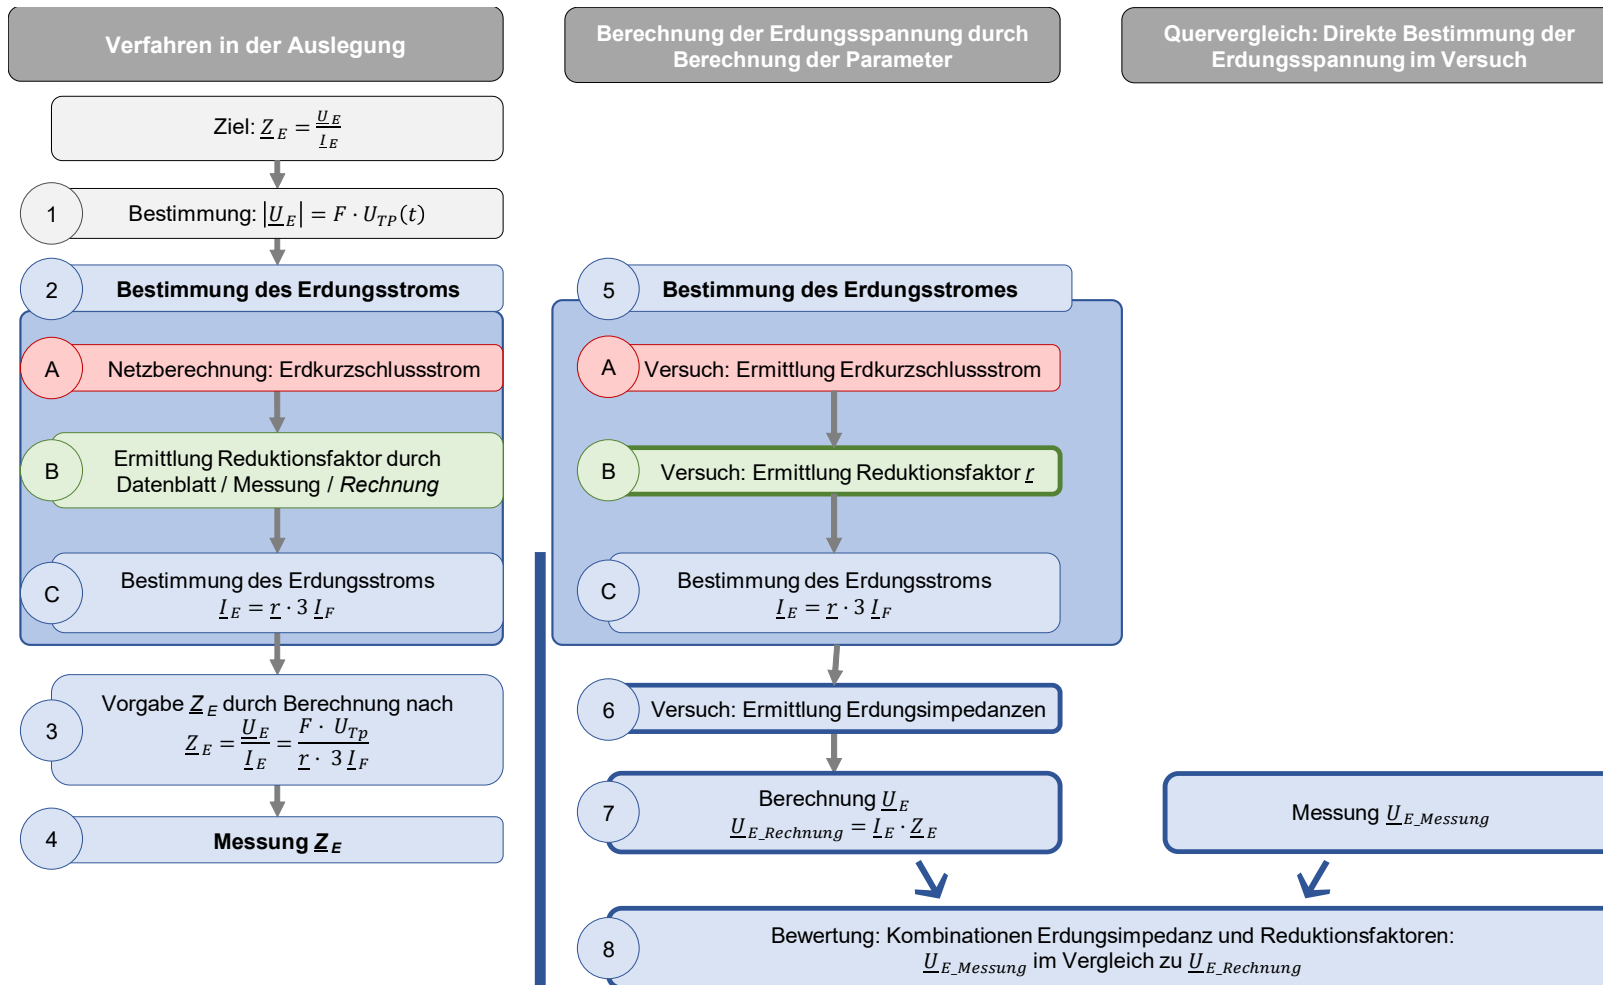 Verfahren in der Auslegung
Ziel: Z_E = U_E / I_E
1
Bestimmung: |U_E| = F · U_TP(t)
2
Bestimmung des Erdungsstroms
A
Netzberechnung: Erdkurzschlussstrom
B
Ermittlung Reduktionsfaktor durch
Datenblatt / Messung / Rechnung
C
Bestimmung des Erdungsstroms
I_E = r · 3 I_F
3
Vorgabe Z_E durch Berechnung nach
Z_E = U_E / I_E = F · U_Tp / r · 3 I_F
4
Messung Z_E
Berechnung der Erdungsspannung durch
Berechnung der Parameter
5
Bestimmung des Erdungsstromes
A
Versuch: Ermittlung Erdkurzschlussstrom
B
Versuch: Ermittlung Reduktionsfaktor r
C
Bestimmung des Erdungsstroms
I_E = r · 3 I_F
6
Versuch: Ermittlung Erdungsimpedanzen
7
Berechnung U_E
U_E_Rechnung = I_E · Z_E
Quervergleich: Direkte Bestimmung der
Erdungsspannung im Versuch
Messung U_E_Messung
8
Bewertung: Kombinationen Erdungsimpedanz und Reduktionsfaktoren:
U_E_Messung im Vergleich zu U_E_Rechnung